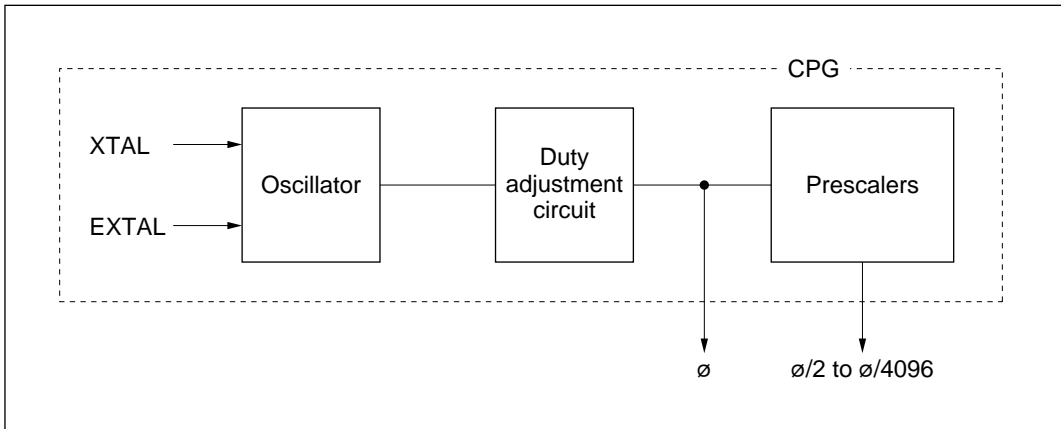 CPG
XTAL
EXTAL
Oscillator
Duty
adjustment
circuit
Prescalers
ø
ø/2 to ø/4096